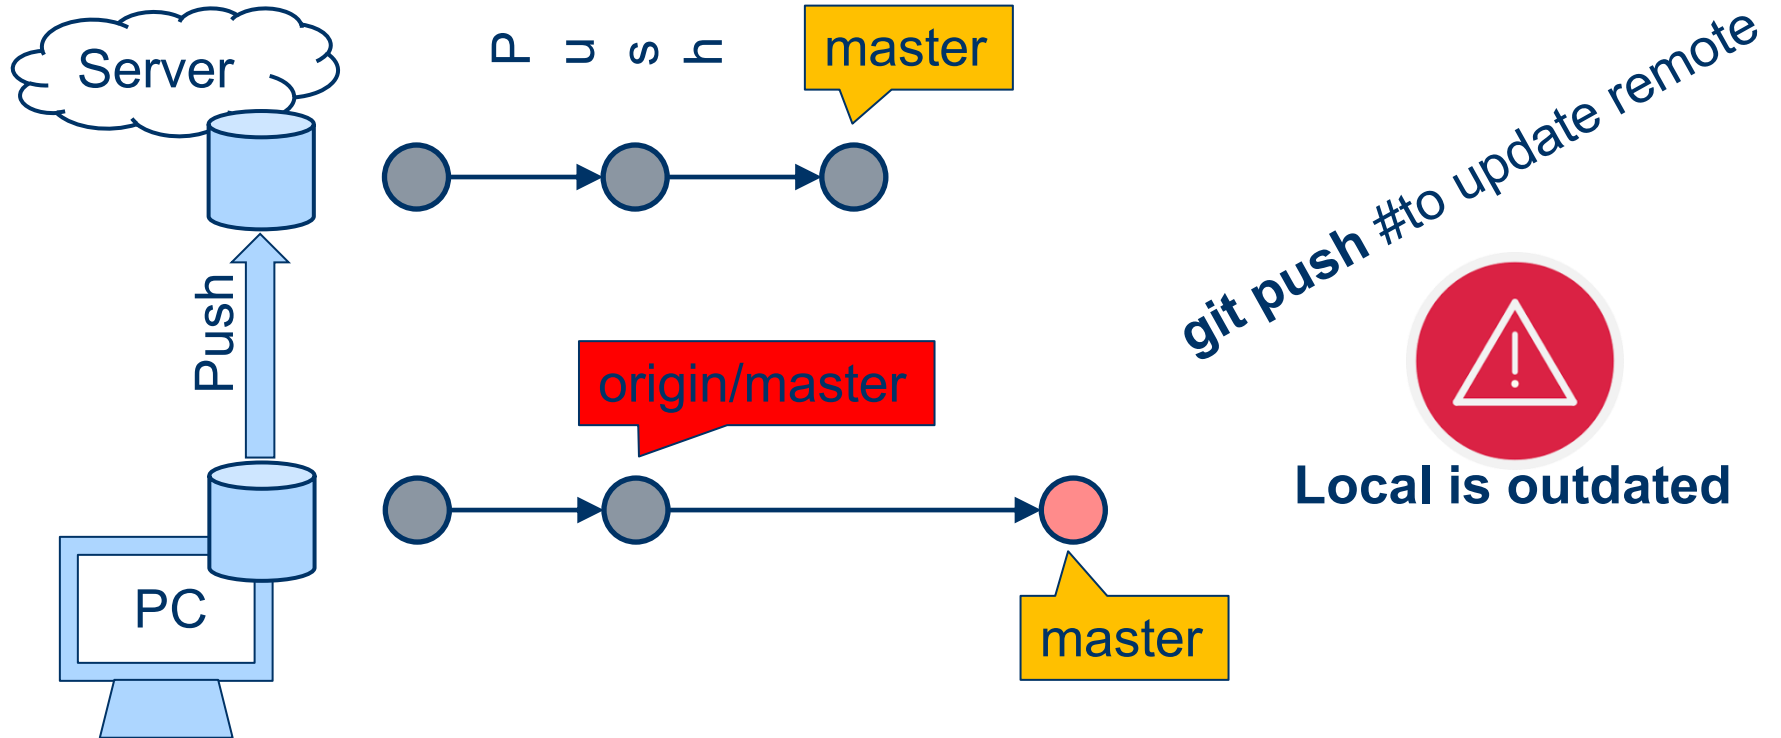 Server
Push
master
git push #to update remote
Push
origin/master
Local is outdated
PC
master